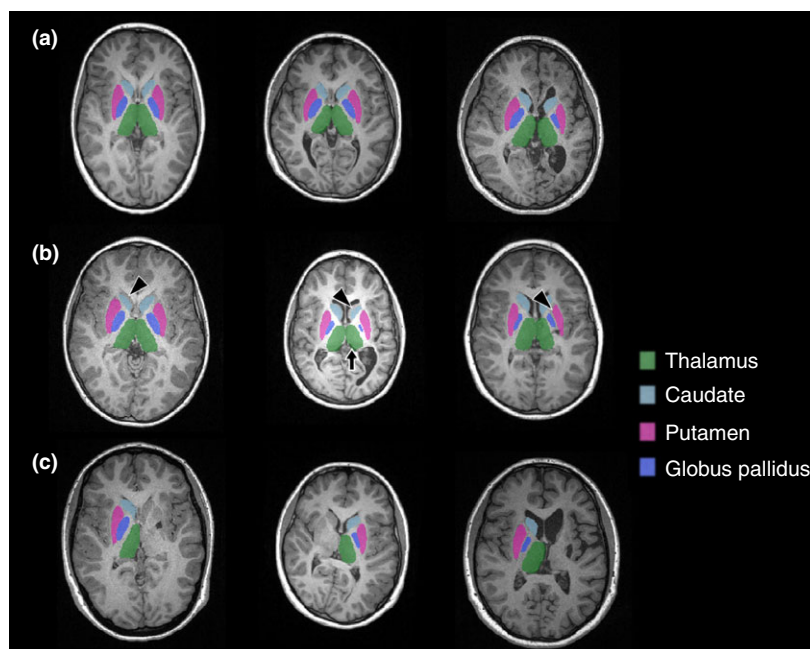 (a)
(b)
(c)
Thalamus
Caudate
Putamen
Globus pallidus